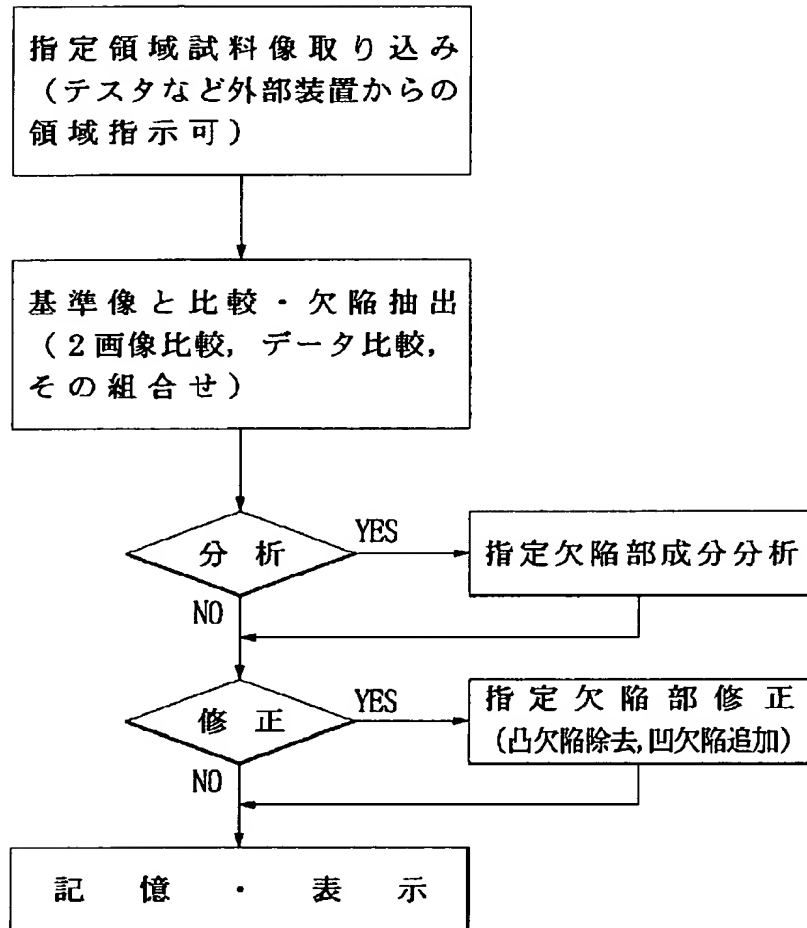 指定領域試料像取り込み
（テスタなど外部装置からの
領域指示可）
基準像と比較・欠陥抽出
（２画像比較，データ比較，
その組合せ）
分析
YES
指定欠陥部成分分析
NO
修正
YES
指定欠陥部修正
(凸欠陥除去,凹欠陥追加)
NO
記憶・表示